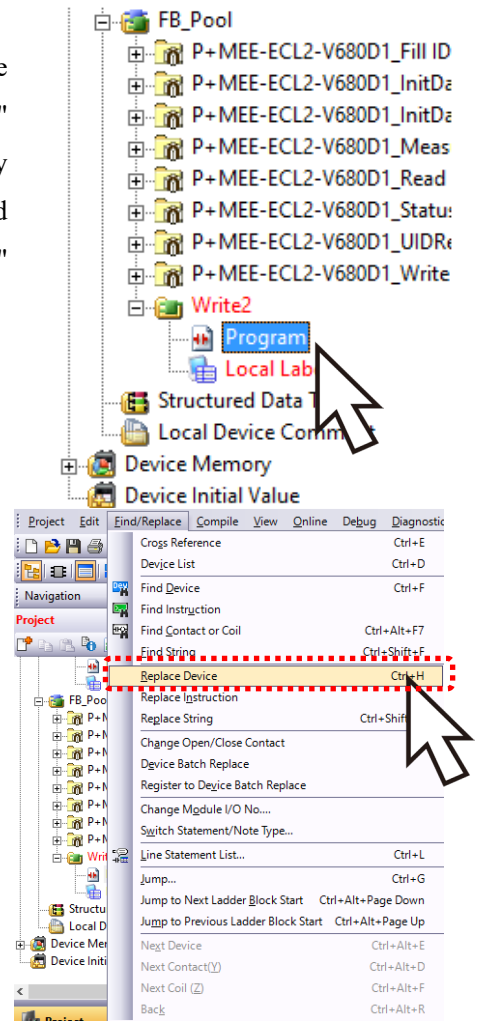 FB_Pool
P+MEE-ECL2-V680D1_Fill ID
P+MEE-ECL2-V680D1_InitDa
P+MEE-ECL2-V680D1_InitDa
P+MEE-ECL2-V680D1_Meas
P+MEE-ECL2-V680D1_Read
P+MEE-ECL2-V680D1_Status
P+MEE-ECL2-V680D1_UIDRe
P+MEE-ECL2-V680D1_Write
Write2
Program
Local Lab
Structured Data T
Local Device Comm t
Device Memory
Device Initial Value
Project Edit Find/Replace Compile View Online Debug Diagnostic
Cross Reference Ctrl+E
Device List Ctrl+D
Find Device Ctrl+F
Find Instruction
Find Contact or Coil Ctrl+Alt+F7
Find String Ctrl+Shift+F
Replace Device Ctrl+H
Replace Instruction
Replace String Ctrl+Shif
Change Open/Close Contact
Device Batch Replace
Register to Device Batch Replace
Change Module I/O No....
Switch Statement/Note Type...
Line Statement List... Ctrl+L
Jump... Ctrl+G
Jump to Next Ladder Block Start Ctrl+Alt+Page Down
Jump to Previous Ladder Block Start Ctrl+Alt+Page Up
Next Device Ctrl+Alt+E
Next Contact(Y) Ctrl+Alt+D
Next Coil (Z) Ctrl+Alt+F
Back Ctrl+Alt+R
Navigation
Project
FB_Poo
P+M
P+M
P+M
P+M
P+M
P+M
P+M
P+M
Writ
Structu
Local D
Device Mer
Device Initi
<
Project